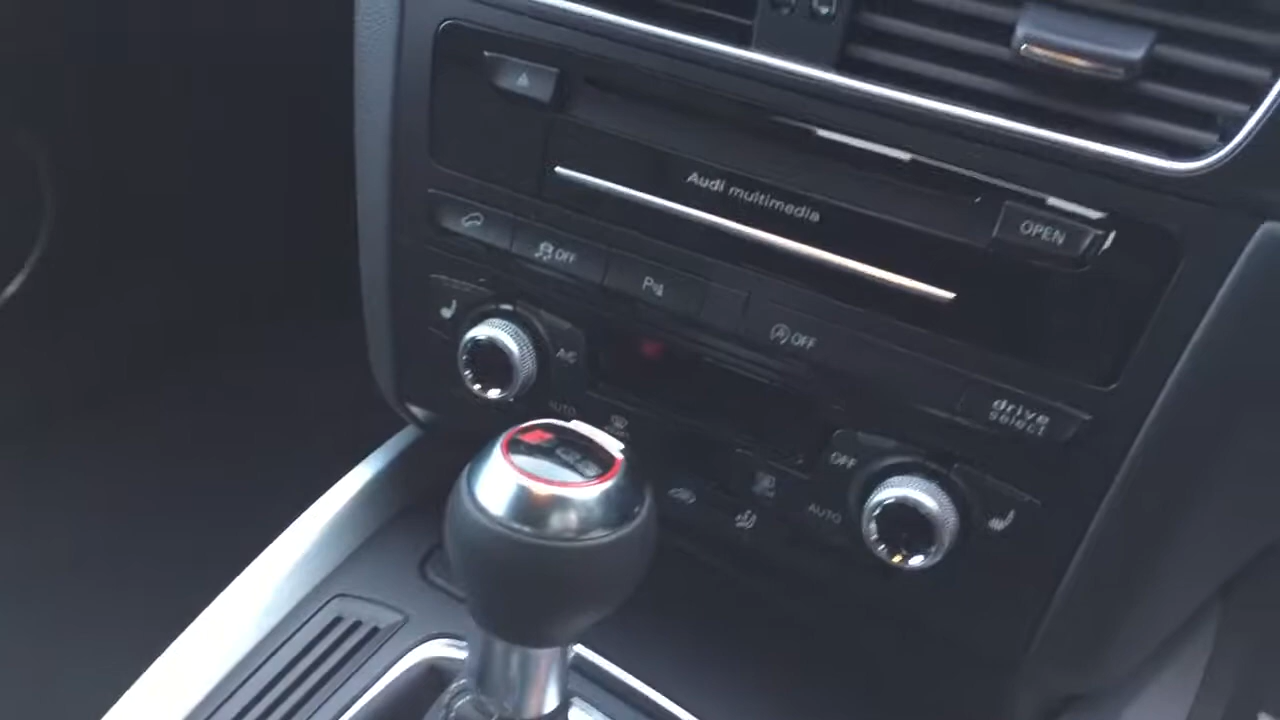 Audi multimedia
OPEN
OFF
P
OFF
A/C
drive
select
AUTO
OFF
AUTO